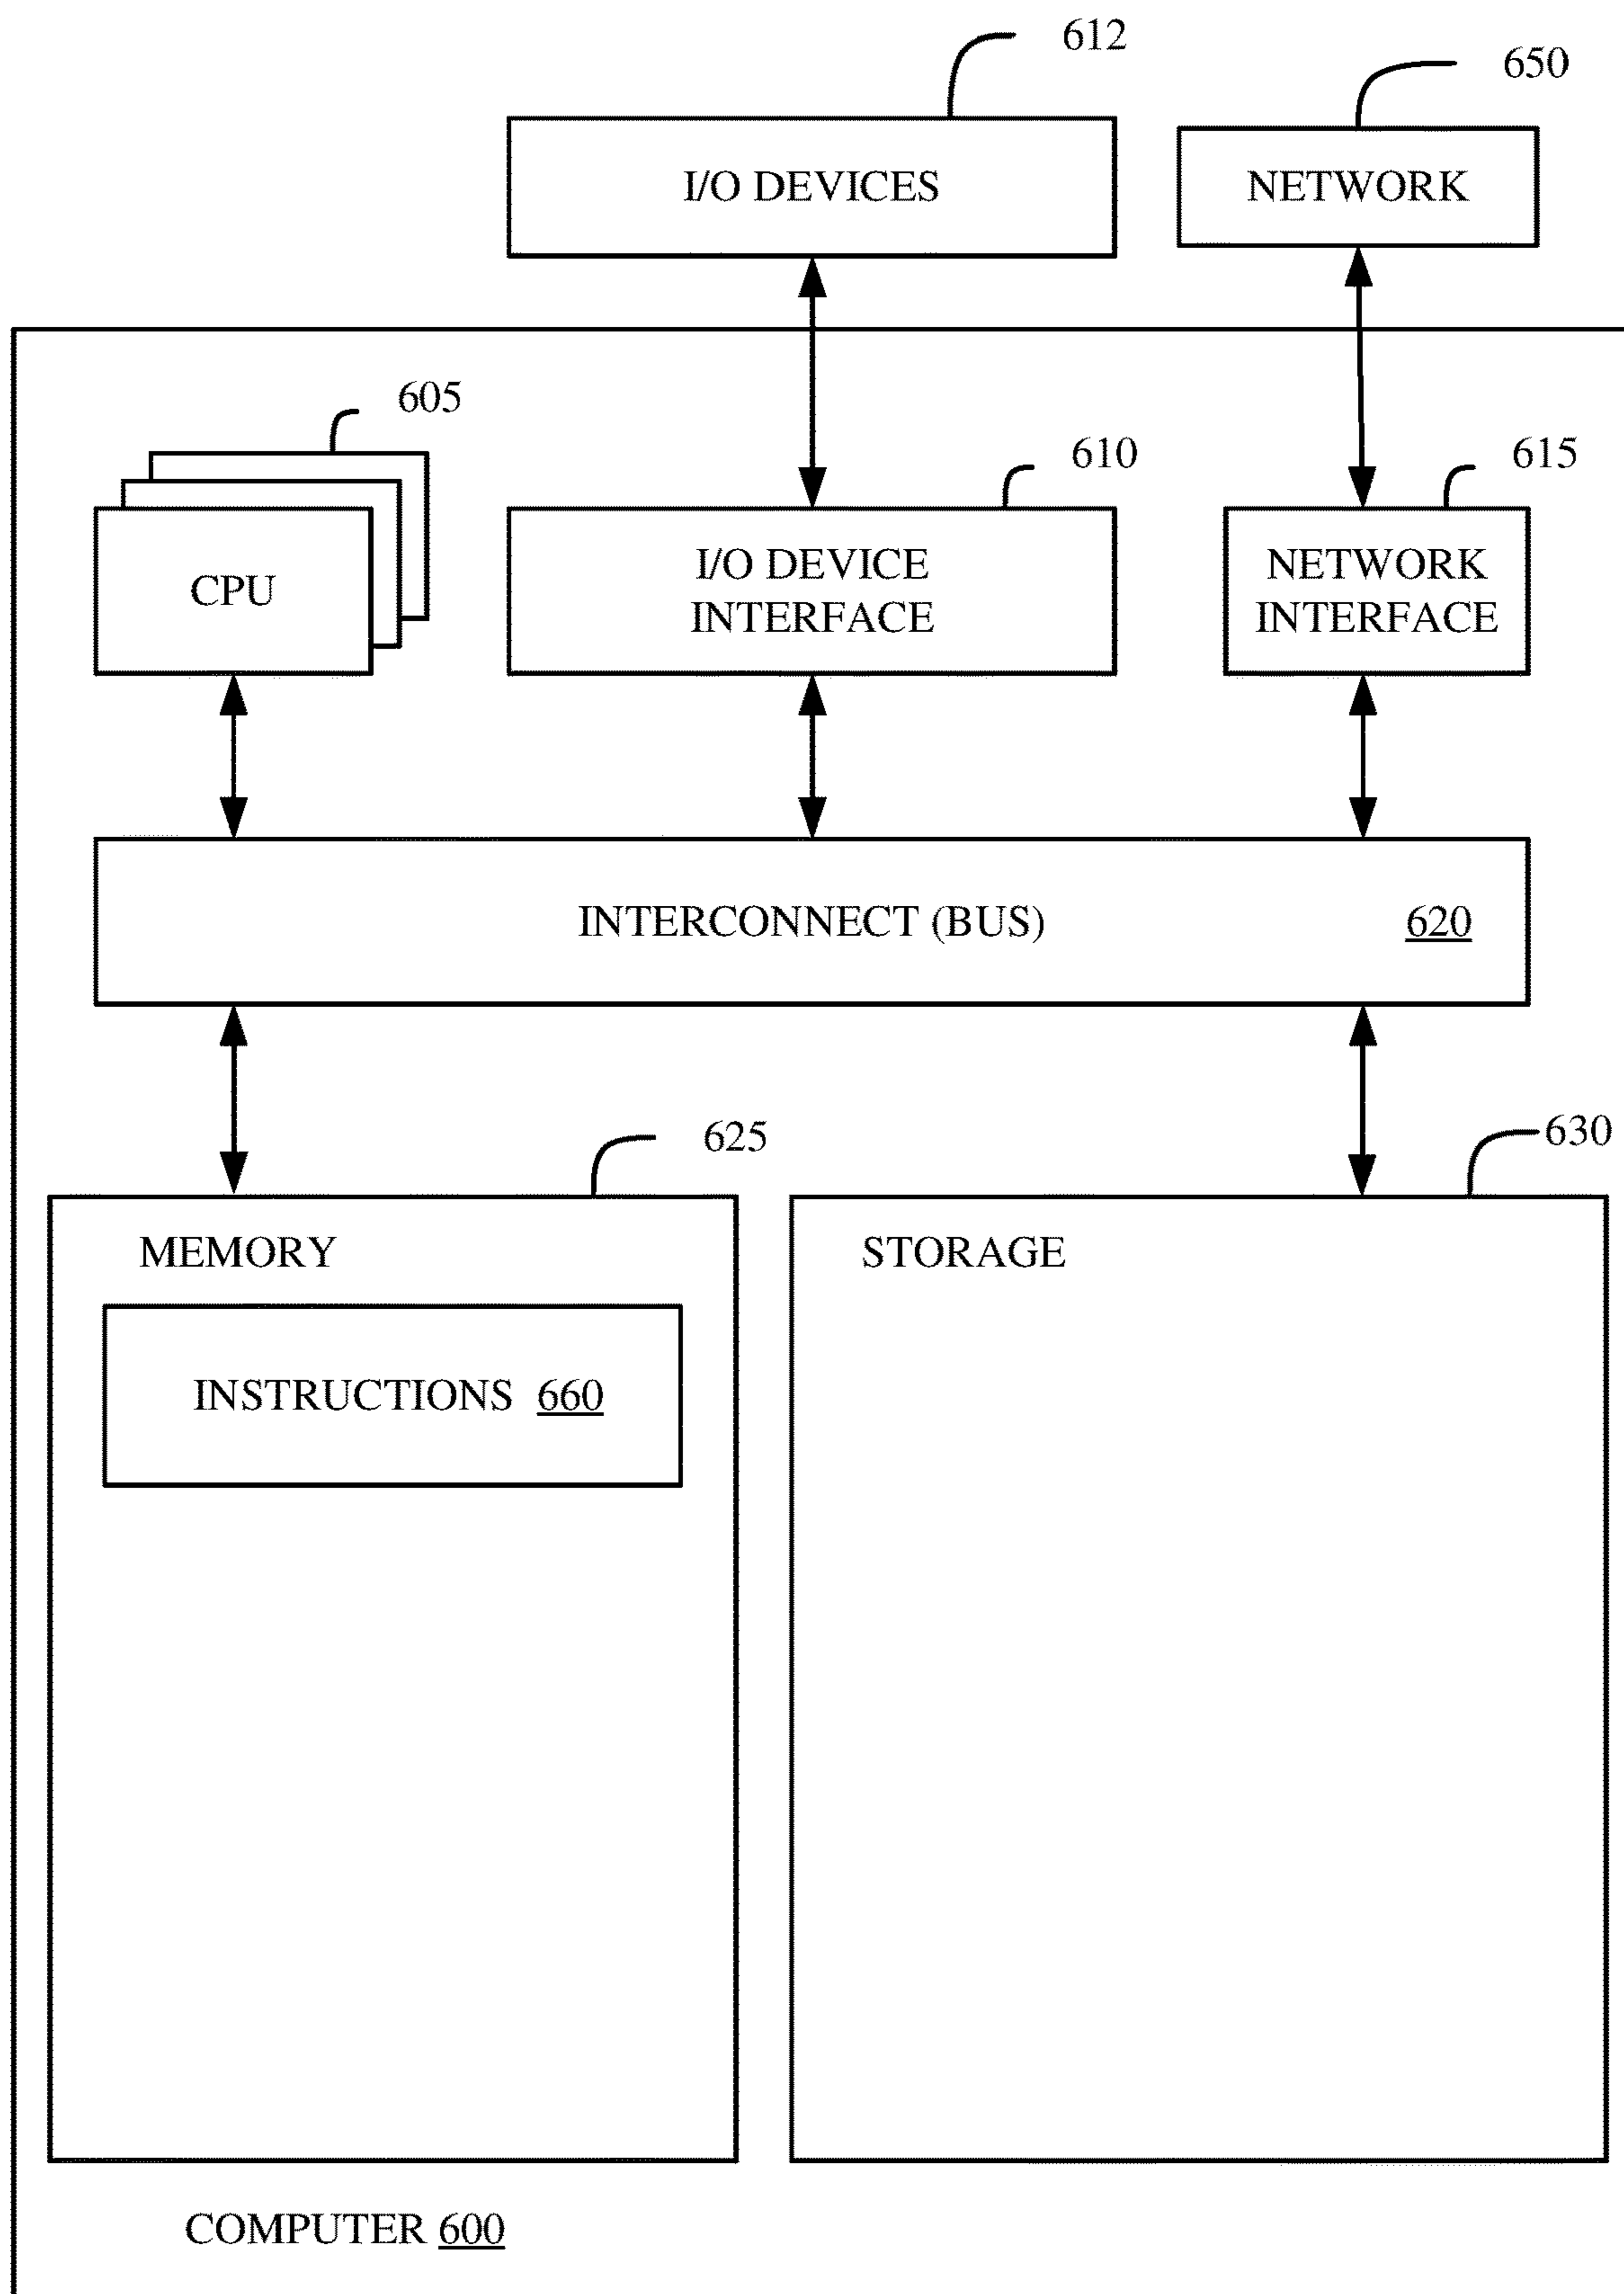 612
650
I/O DEVICES
NETWORK
605
610
615
CPU
I/O DEVICE
INTERFACE
NETWORK
INTERFACE
INTERCONNECT (BUS) 620
625
630
MEMORY
STORAGE
INSTRUCTIONS 660
COMPUTER 600